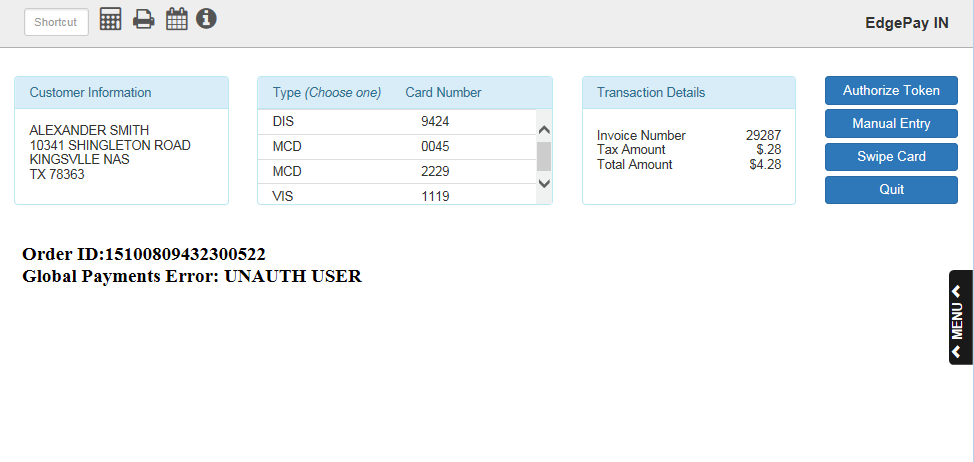 Shortcut
EdgePay IN
Customer Information
ALEXANDER SMITH
10341 SHINGLETON ROAD
KINGSVLLE NAS
TX 78363
Type (Choose one) Card Number
DIS 9424
MCD 0045
MCD 2229
VIS 1119
Transaction Details
Invoice Number 29287
Tax Amount $.28
Total Amount $4.28
Authorize Token
Manual Entry
Swipe Card
Quit
Order ID:15100809432300522
Global Payments Error: UNAUTH USER
MENU